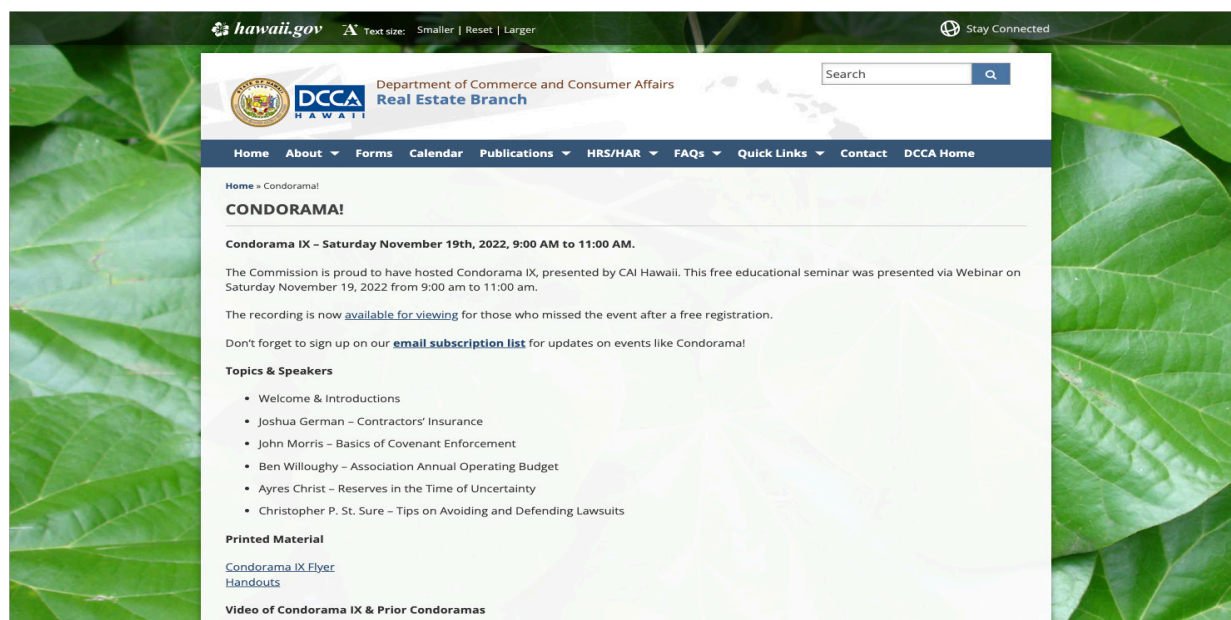 hawaii.gov Text size: Smaller | Reset | Larger Stay Connected
Search
Department of Commerce and Consumer Affairs
Real Estate Branch
DCCA
HAWAII
Home About Forms Calendar Publications HRS/HAR FAQs Quick Links Contact DCCA Home
Home » Condorama!
CONDORAMA!
Condorama IX – Saturday November 19th, 2022, 9:00 AM to 11:00 AM.
The Commission is proud to have hosted Condorama IX, presented by CAI Hawaii. This free educational seminar was presented via Webinar on
Saturday November 19, 2022 from 9:00 am to 11:00 am.
The recording is now available for viewing for those who missed the event after a free registration.
Don't forget to sign up on our email subscription list for updates on events like Condorama!
Topics & Speakers
• Welcome & Introductions
• Joshua German – Contractors' Insurance
• John Morris – Basics of Covenant Enforcement
• Ben Willoughy – Association Annual Operating Budget
• Ayres Christ – Reserves in the Time of Uncertainty
• Christopher P. St. Sure – Tips on Avoiding and Defending Lawsuits
Printed Material
Condorama IX Flyer
Handouts
Video of Condorama IX & Prior Condoramas